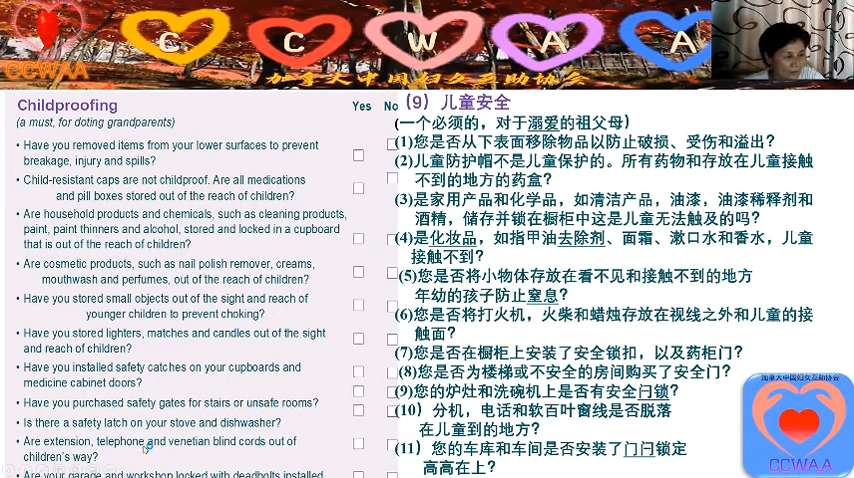 C C W A A
CCWAA
加拿大中国妇女互助协会
Childproofing
Yes No
(a must, for doting grandparents)
• Have you removed items from your lower surfaces to prevent
breakage, injury and spills?
• Child-resistant caps are not childproof. Are all medications
and pill boxes stored out of the reach of children?
• Are household products and chemicals, such as cleaning products,
paint, paint thinners and alcohol, stored and locked in a cupboard
that is out of the reach of children?
• Are cosmetic products, such as nail polish remover, creams,
mouthwash and perfumes, out of the reach of children?
• Have you stored small objects out of the sight and reach of
younger children to prevent choking?
• Have you stored lighters, matches and candles out of the sight
and reach of children?
• Have you installed safety catches on your cupboards and
medicine cabinet doors?
• Have you purchased safety gates for stairs or unsafe rooms?
• Is there a safety latch on your stove and dishwasher?
• Are extension, telephone and venetian blind cords out of
children's way?
• Are your garage and workshop locked with deadbolts installed
(9) 儿童安全
(一个必须的，对于溺爱的祖父母)
(1)您是否从下表面移除物品以防止破损、受伤和溢出?
(2)儿童防护帽不是儿童保护的。所有药物和存放在儿童接触
不到的地方的药盒?
(3)是家用产品和化学品，如清洁产品，油漆，油漆稀释剂和
酒精，储存并锁在橱柜中这是儿童无法触及的吗?
(4)是化妆品，如指甲油去除剂、面霜、漱口水和香水，儿童
接触不到?
(5)您是否将小物体存放在看不见和接触不到的地方
年幼的孩子防止窒息?
(6)您是否将打火机，火柴和蜡烛存放在视线之外和儿童的接
触面?
(7)您是否在橱柜上安装了安全锁扣，以及药柜门?
(8)您是否为楼梯或不安全的房间购买了安全门?
(9)您的炉灶和洗碗机上是否有安全闩锁?
(10）分机，电话和软百叶窗线是否脱落
在儿童到的地方?
(11）您的车库和车间是否安装了门闩锁定
高高在上?
加拿大中国妇女互助协会
CCWAA